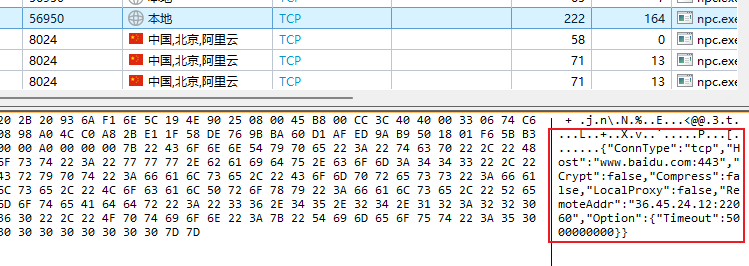 56950 本地 TCP 222 164 npc.exe
8024 中国,北京,阿里云 TCP 58 0 npc.exe
8024 中国,北京,阿里云 TCP 71 13 npc.exe
8024 中国,北京,阿里云 TCP 71 13 npc.exe
20 2B 20 93 6A F1 6E 5C 19 4E 90 25 08 00 45 B8 00 CC 3C 40 40 00 33 06 74 C6 + .j.n\.N.%..E...<@@.3.t.
08 98 A0 4C C0 A8 2B E1 1F 58 DE 76 9B BA 60 D1 AF ED 9A B9 50 18 01 F6 5B B3 ...L..+..X.v..`.....P...[.
00 00 A0 00 00 00 7B 22 43 6F 6E 6E 54 79 70 65 22 3A 22 74 63 70 22 2C 22 48 ......{"ConnType":"tcp","H
6F 73 74 22 3A 22 77 77 77 2E 62 61 69 64 75 2E 63 6F 6D 3A 34 34 33 22 2C 22 ost":"www.baidu.com:443","
43 72 79 70 74 22 3A 66 61 6C 73 65 2C 22 43 6F 6D 70 72 65 73 73 22 3A 66 61 Crypt":false,"Compress":fa
6C 73 65 2C 22 4C 6F 63 61 6C 50 72 6F 78 79 22 3A 66 61 6C 73 65 2C 22 52 65 lse,"LocalProxy":false,"Re
6D 6F 74 65 41 64 64 72 22 3A 22 33 36 2E 34 35 2E 32 34 2E 31 32 3A 32 32 30 moteAddr":"36.45.24.12:220
36 30 22 2C 22 4F 70 74 69 6F 6E 22 3A 7B 22 54 69 6D 65 6F 75 74 22 3A 35 30 60","Option":{"Timeout":50
30 30 30 30 30 30 30 30 7D 7D 00000000}}